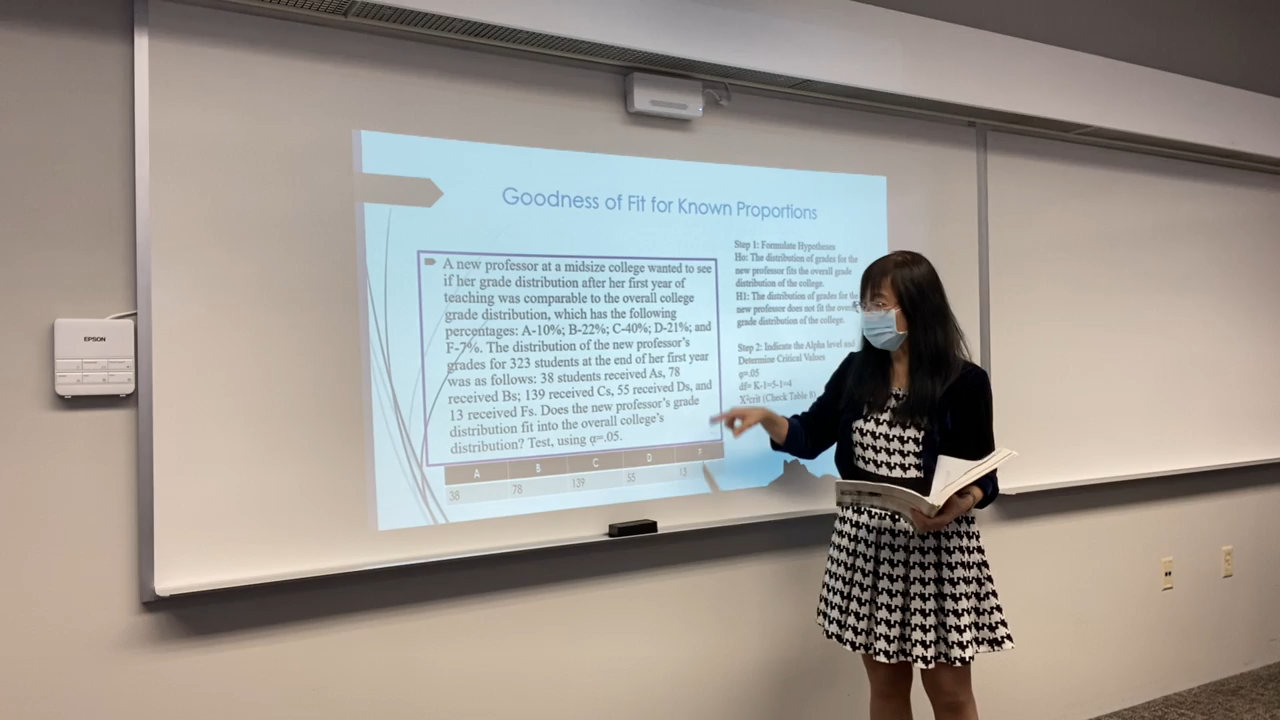 EPSON
Goodness of Fit for Known Proportions
A new professor at a midsize college wanted to see
if her grade distribution after her first year of
teaching was comparable to the overall college
grade distribution, which has the following
percentages: A-10%; B-22%; C-40%; D-21%; and
F-7%. The distribution of the new professor's
grades for 323 students at the end of her first year
was as follows: 38 students received As, 78
received Bs; 139 received Cs, 55 received Ds, and
13 received Fs. Does the new professor's grade
distribution fit into the overall college's
distribution? Test, using α=.05.
A B C D F
38 78 139 55 13
Step 1: Formulate Hypotheses
Ho: The distribution of grades for the
new professor fits the overall grade
distribution of the college.
H1: The distribution of grades for the
new professor does not fit the overall
grade distribution of the college.
Step 2: Indicate the Alpha level and
Determine Critical Values
α=.05
df= K-1=5-1=4
X²crit (Check Table 8)